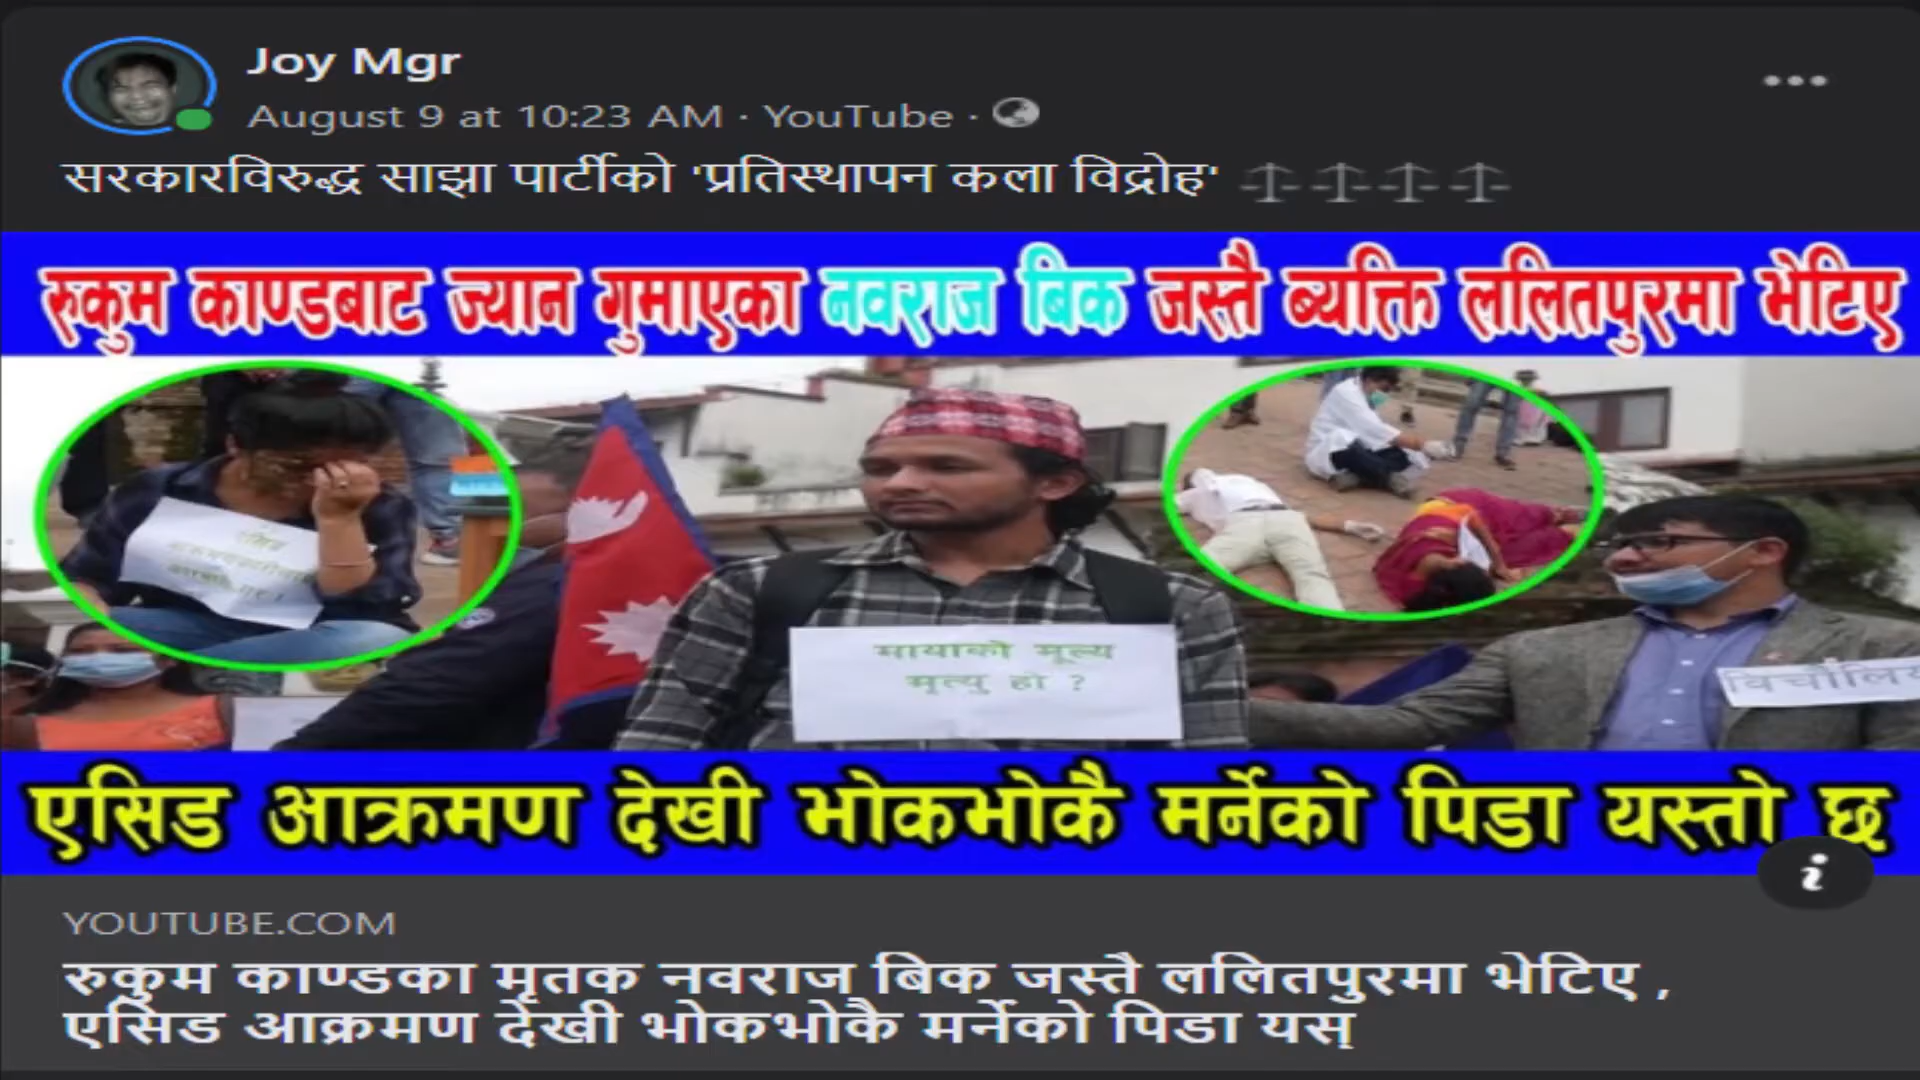 Joy Mgr
August 9 at 10:23 AM · YouTube ·
सरकारविरुद्ध साझा पार्टीको 'प्रतिस्थापन कला विद्रोह'
रुकुम काण्डबाट ज्यान गुमाएका नवराज बिक जस्तै ब्यक्ति ललितपुरमा भेटिए
मायाको मूल्य
मृत्यु हो ?
विचौलिय
एसिड आक्रमण देखी भोकभोकै मर्नेको पिडा यस्तो छ
YOUTUBE.COM
रुकुम काण्डका मृतक नवराज बिक जस्तै ललितपुरमा भेटिए ,
एसिड आक्रमण देखी भोकभोकै मर्नेको पिडा यस्